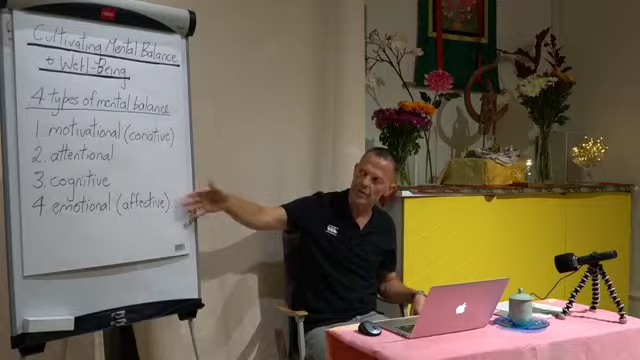 Cultivating Mental Balance
+ Well-Being
4 types of mental balance
1. motivational (conative)
2. attentional
3. cognitive
4. emotional (affective)